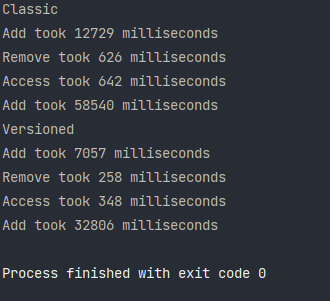 Classic
Add took 12729 milliseconds
Remove took 626 milliseconds
Access took 642 milliseconds
Add took 58540 milliseconds
Versioned
Add took 7057 milliseconds
Remove took 258 milliseconds
Access took 348 milliseconds
Add took 32806 milliseconds
Process finished with exit code 0